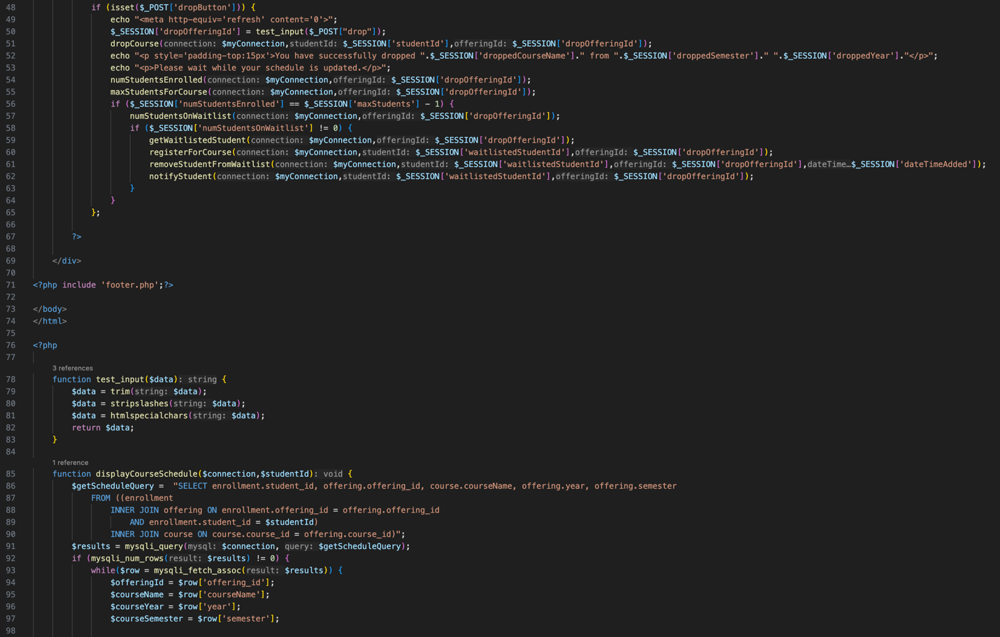 48 if (isset($_POST['dropButton'])) {
49 echo "<meta http-equiv='refresh' content='0'>";
50 $_SESSION['dropOfferingId'] = test_input($_POST["drop"]);
51 dropCourse(connection: $myConnection,studentId: $_SESSION['studentId'],offeringId: $_SESSION['dropOfferingId']);
52 echo "<p style='padding-top:15px'>You have successfully dropped ".$_SESSION['droppedCourseName']." from ".$_SESSION['droppedSemester']." ".$_SESSION['droppedYear']."</p>";
53 echo "<p>Please wait while your schedule is updated.</p>";
54 numStudentsEnrolled(connection: $myConnection,offeringId: $_SESSION['dropOfferingId']);
55 maxStudentsForCourse(connection: $myConnection,offeringId: $_SESSION['dropOfferingId']);
56 if ($_SESSION['numStudentsEnrolled'] == $_SESSION['maxStudents'] - 1) {
57 numStudentsOnWaitlist(connection: $myConnection,offeringId: $_SESSION['dropOfferingId']);
58 if ($_SESSION['numStudentsOnWaitlist'] != 0) {
59 getWaitlistedStudent(connection: $myConnection,offeringId: $_SESSION['dropOfferingId']);
60 registerForCourse(connection: $myConnection,studentId: $_SESSION['waitlistedStudentId'],offeringId: $_SESSION['dropOfferingId']);
61 removeStudentFromWaitlist(connection: $myConnection,studentId: $_SESSION['waitlistedStudentId'],offeringId: $_SESSION['dropOfferingId'],dateTime…$_SESSION['dateTimeAdded']);
62 notifyStudent(connection: $myConnection,studentId: $_SESSION['waitlistedStudentId'],offeringId: $_SESSION['dropOfferingId']);
63 }
64 }
65 };
66
67 ?>
68
69 </div>
70
71 <?php include 'footer.php';?>
72
73 </body>
74 </html>
75
76 <?php
77
3 references
78 function test_input($data): string {
79 $data = trim(string: $data);
80 $data = stripslashes(string: $data);
81 $data = htmlspecialchars(string: $data);
82 return $data;
83 }
84
1 reference
85 function displayCourseSchedule($connection,$studentId): void {
86 $getScheduleQuery = "SELECT enrollment.student_id, offering.offering_id, course.courseName, offering.year, offering.semester
87 FROM ((enrollment
88 INNER JOIN offering ON enrollment.offering_id = offering.offering_id
89 AND enrollment.student_id = $studentId)
90 INNER JOIN course ON course.course_id = offering.course_id)";
91 $results = mysqli_query(mysql: $connection, query: $getScheduleQuery);
92 if (mysqli_num_rows(result: $results) != 0) {
93 while($row = mysqli_fetch_assoc(result: $results)) {
94 $offeringId = $row['offering_id'];
95 $courseName = $row['courseName'];
96 $courseYear = $row['year'];
97 $courseSemester = $row['semester'];
98